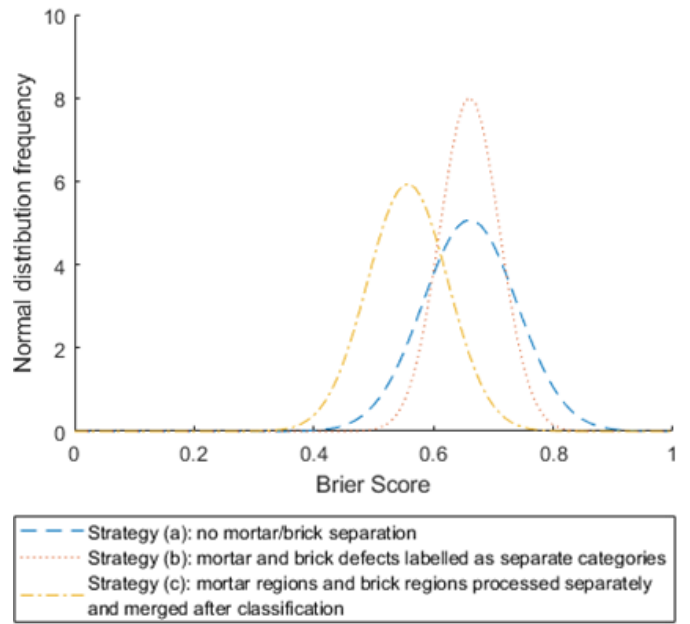 10
8
6
4
2
0
Normal distribution frequency
0 0.2 0.4 0.6 0.8 1
Brier Score
Strategy (a): no mortar/brick separation
Strategy (b): mortar and brick defects labelled as separate categories
Strategy (c): mortar regions and brick regions processed separately
and merged after classification